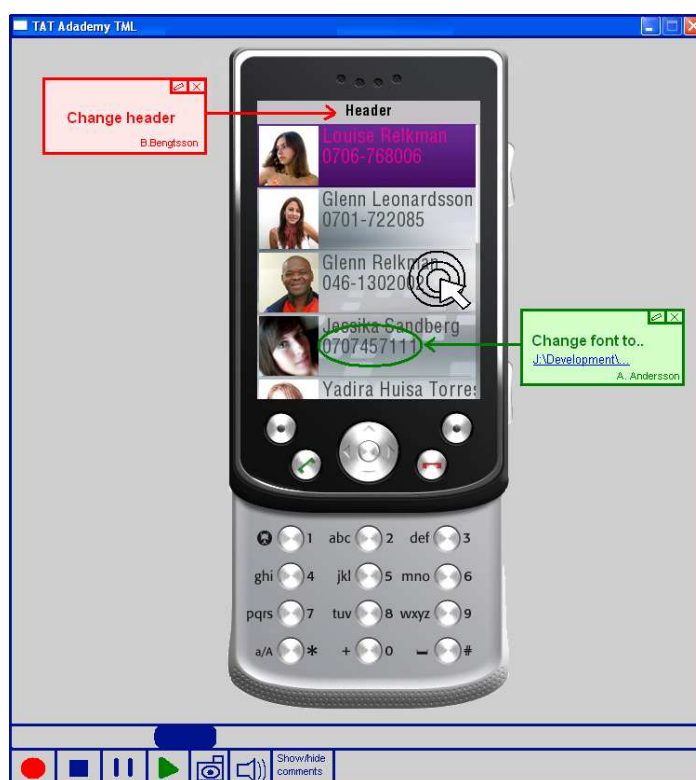 TAT Adademy TML
Change header
B.Bengtsson
Header
Louise Relkman
0706-768006
Glenn Leonardsson
0701-722085
Glenn Relkman
046-1302002
Jessika Sandberg
0707457111
Yadira Huisa Torres
Change font to..
J:\Development\...
A. Andersson
1 abc 2 def 3
ghi 4 jkl 5 mno 6
pqrs 7 tuv 8 wxyz 9
a/A * + 0 #
Show/hide
comments